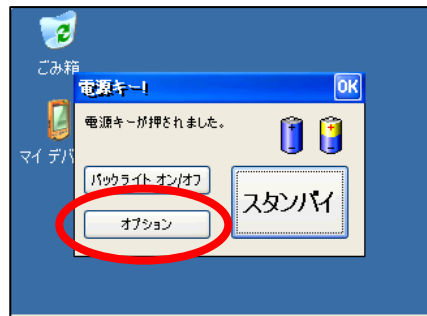 ごみ箱
電源キー!
OK
電源キーが押されました。
マイ デバ
バックライト オン/オフ
スタンバイ
オプション